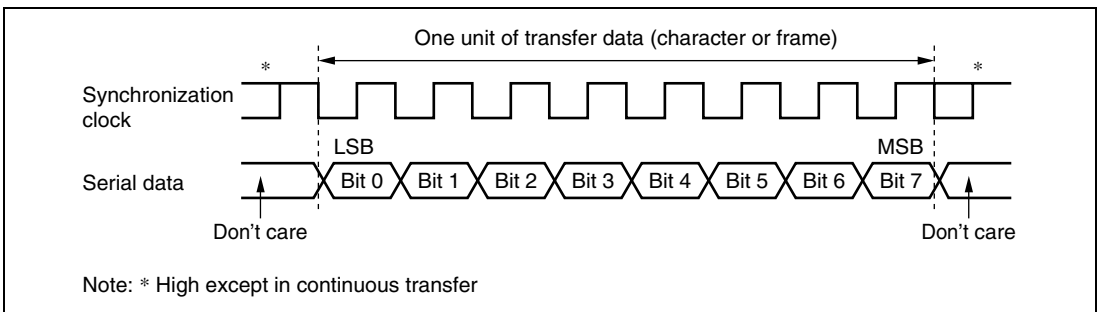 One unit of transfer data (character or frame)
* *
Synchronization
clock
LSB MSB
Serial data Bit 0 Bit 1 Bit 2 Bit 3 Bit 4 Bit 5 Bit 6 Bit 7
Don't care Don't care
Note: * High except in continuous transfer